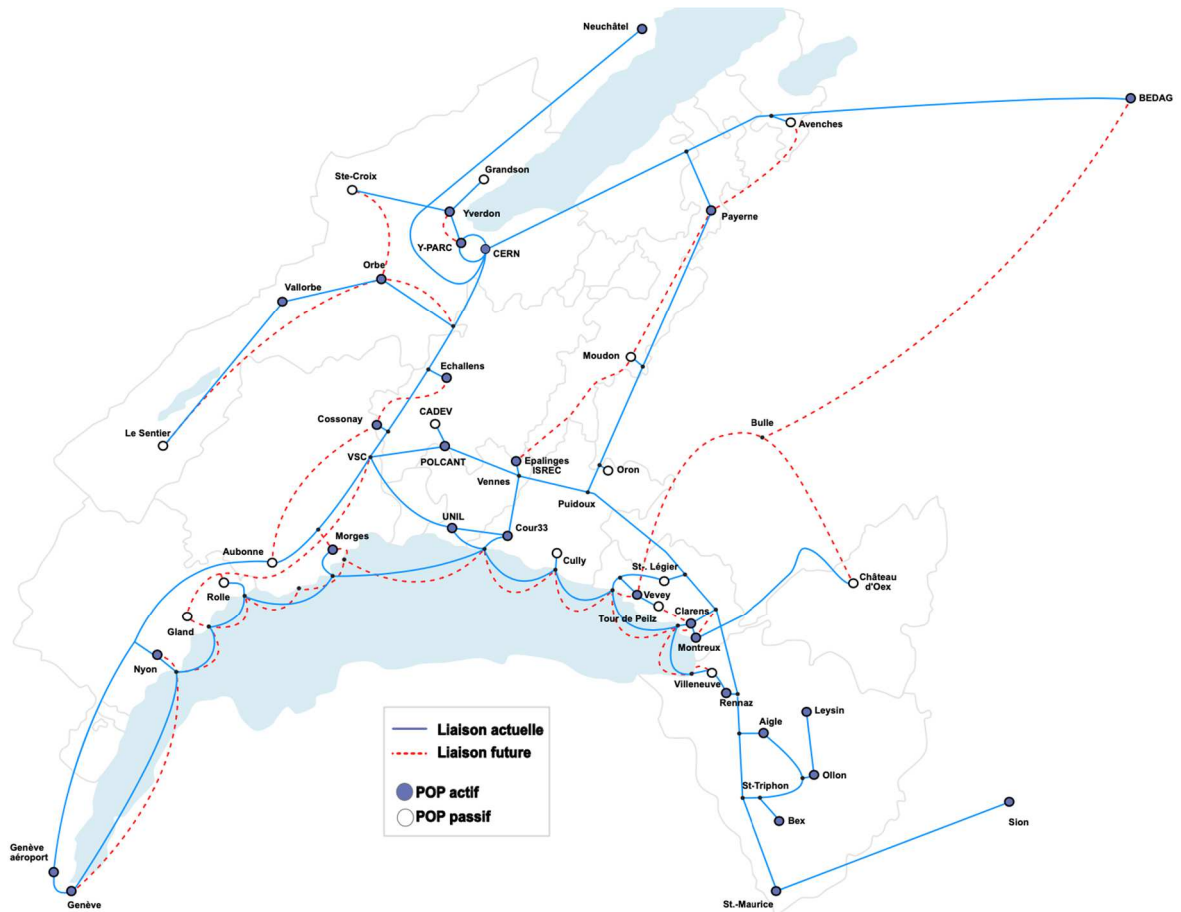 Neuchâtel
BEDAG
Avenches
Grandson
Ste-Croix
Yverdon
Payerne
Y-PARC
CERN
Orbe
Vallorbe
Moudon
Echallens
Cossonay
CADEV
Bulle
Le Sentier
VSC
POLCANT
Epalinges
ISREC
Vennes
Oron
Puidoux
UNIL
Cour33
Morges
Aubonne
Cully
St- Légier
Château
d'Oex
Rolle
Vevey
Gland
Tour de Peilz
Clarens
Montreux
Nyon
Villeneuve
Rennaz
Leysin
Aigle
Liaison actuelle
Liaison future
Ollon
St-Triphon
POP actif
POP passif
Bex
Sion
Genève
aéroport
Genève
St.-Maurice